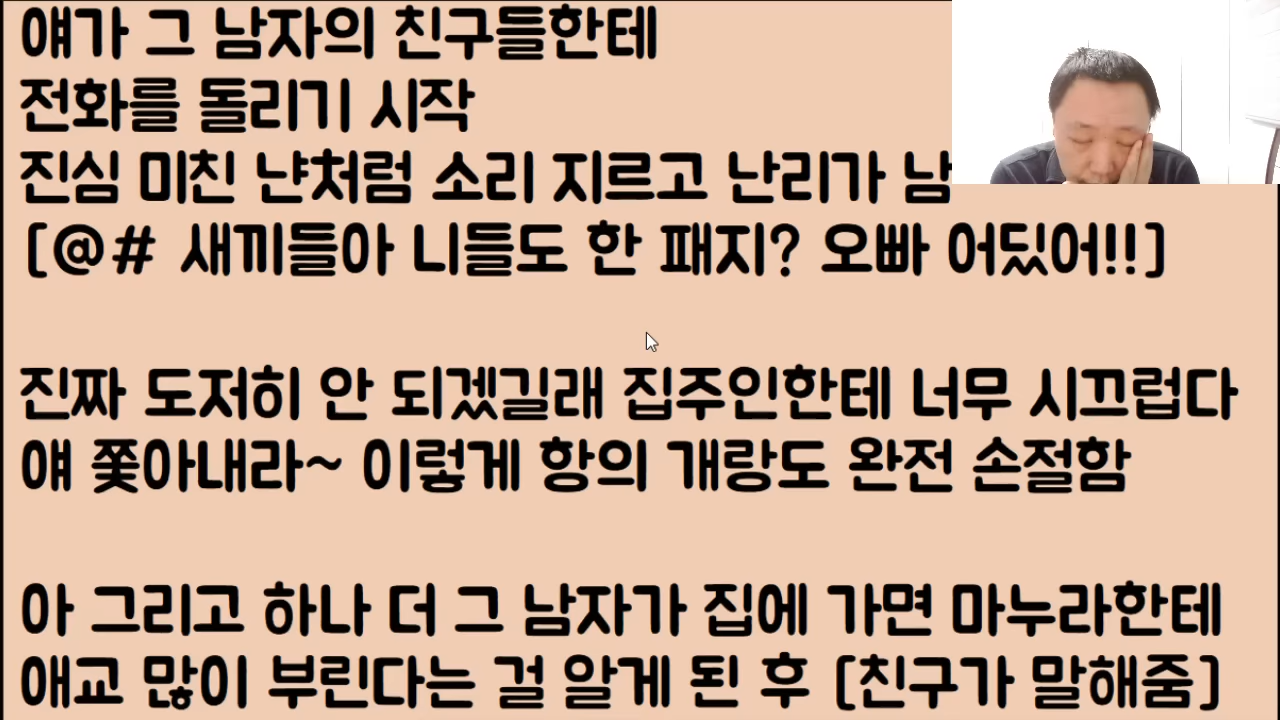 얘가 그 남자의 친구들한테
전화를 돌리기 시작
진심 미친 냔처럼 소리 지르고 난리가 남
[@# 새끼들아 니들도 한 패지? 오빠 어딨어!!]
진짜 도저히 안 되겠길래 집주인한테 너무 시끄럽다
얘 쫓아내라~ 이렇게 항의 걔랑도 완전 손절함
아 그리고 하나 더 그 남자가 집에 가면 마누라한테
애교 많이 부린다는 걸 알게 된 후 [친구가 말해줌]